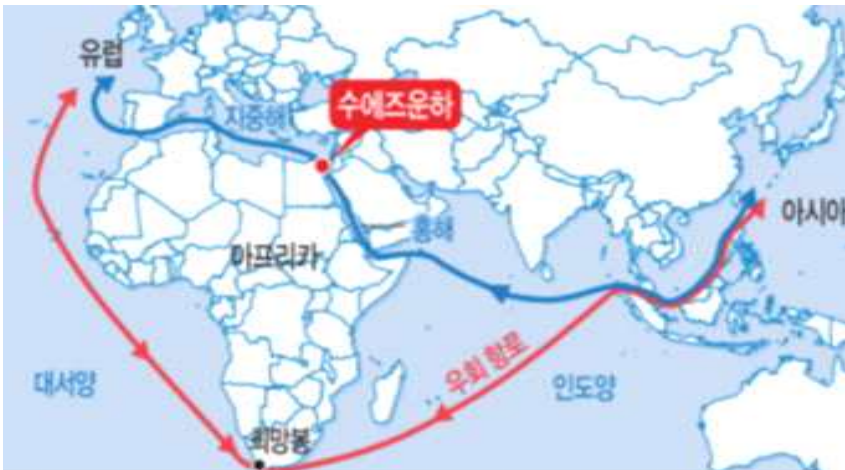 유럽
지중해
수에즈운하
홍해
아시아
아프리카
우회 항로
대서양
인도양
희망봉